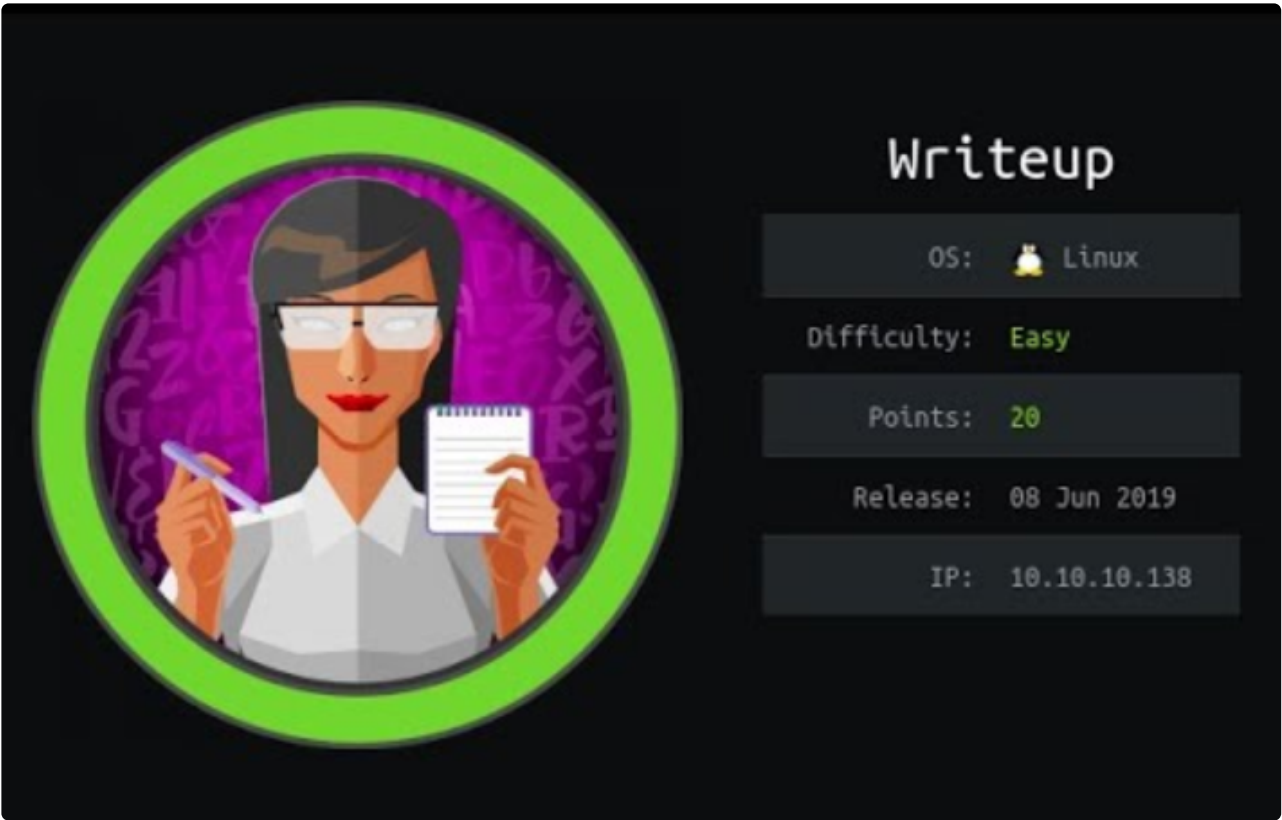 Writeup
OS: Linux
Difficulty: Easy
Points: 20
Release: 08 Jun 2019
IP: 10.10.10.138